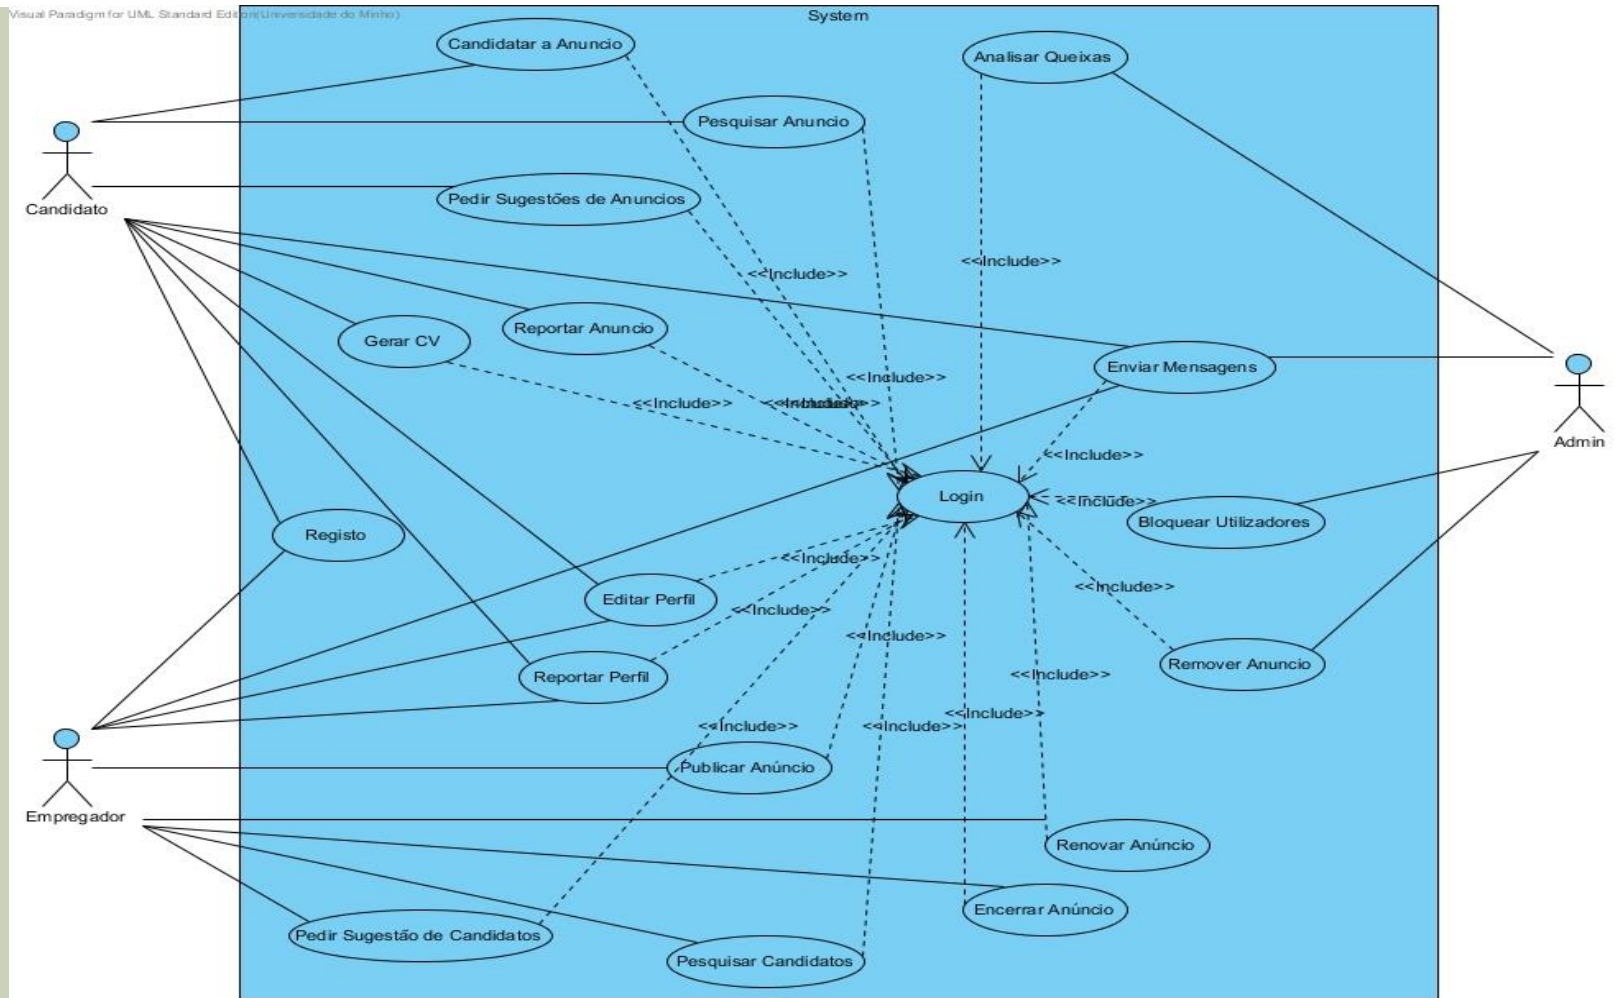 Visual Paradigm for UML Standard Edition(Universidade do Minho)
System
Candidatar a Anuncio
Analisar Queixas
Pesquisar Anuncio
Pedir Sugestões de Anuncios
Candidato
<<Include>>
<<Include>>
Reportar Anuncio
Gerar CV
Enviar Mensagens
<<Include>>
<<Include>>
Admin
<<Include>>
Login
<<Include>>
Bloquear Utilizadores
Registo
<<Include>>
<<Include>>
Editar Perfil
<<Include>>
<<Include>>
Remover Anuncio
Reportar Perfil
<<Include>>
<<Include>>
<<Include>>
<<Include>>
Publicar Anúncio
Empregador
Renovar Anúncio
Encerrar Anúncio
Pedir Sugestão de Candidatos
Pesquisar Candidatos